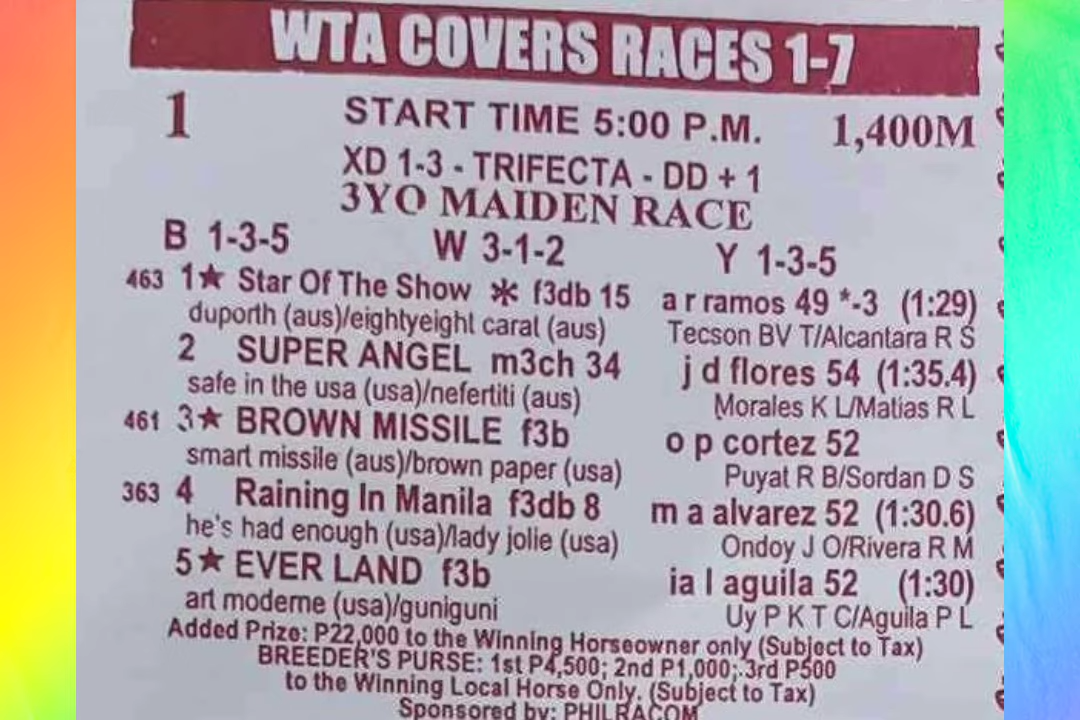 WTA COVERS RACES 1-7
1 START TIME 5:00 P.M. 1,400M
XD 1-3 - TRIFECTA - DD + 1
3YO MAIDEN RACE
B 1-3-5 W 3-1-2 Y 1-3-5
463 1★ Star Of The Show * f3db 15 a r ramos 49 *-3 (1:29)
duporth (aus)/eightyeight carat (aus) Tecson BV T/Alcantara R S
2 SUPER ANGEL m3ch 34 j d flores 54 (1:35.4)
safe in the usa (usa)/nefertiti (aus) Morales K L/Matias R L
461 3★ BROWN MISSILE f3b o p cortez 52
smart missile (aus)/brown paper (usa) Puyat R B/Sordan D S
363 4 Raining In Manila f3db 8 m a alvarez 52 (1:30.6)
he's had enough (usa)/lady jolie (usa) Ondoy J O/Rivera R M
5★ EVER LAND f3b ia l aguila 52 (1:30)
art moderne (usa)/guniguni Uy P K T C/Aguila P L
Added Prize: P22,000 to the Winning Horseowner only (Subject to Tax)
BREEDER'S PURSE: 1st P4,500; 2nd P1,000; 3rd P500
to the Winning Local Horse Only. (Subject to Tax)
Sponsored by: PHILRACOM